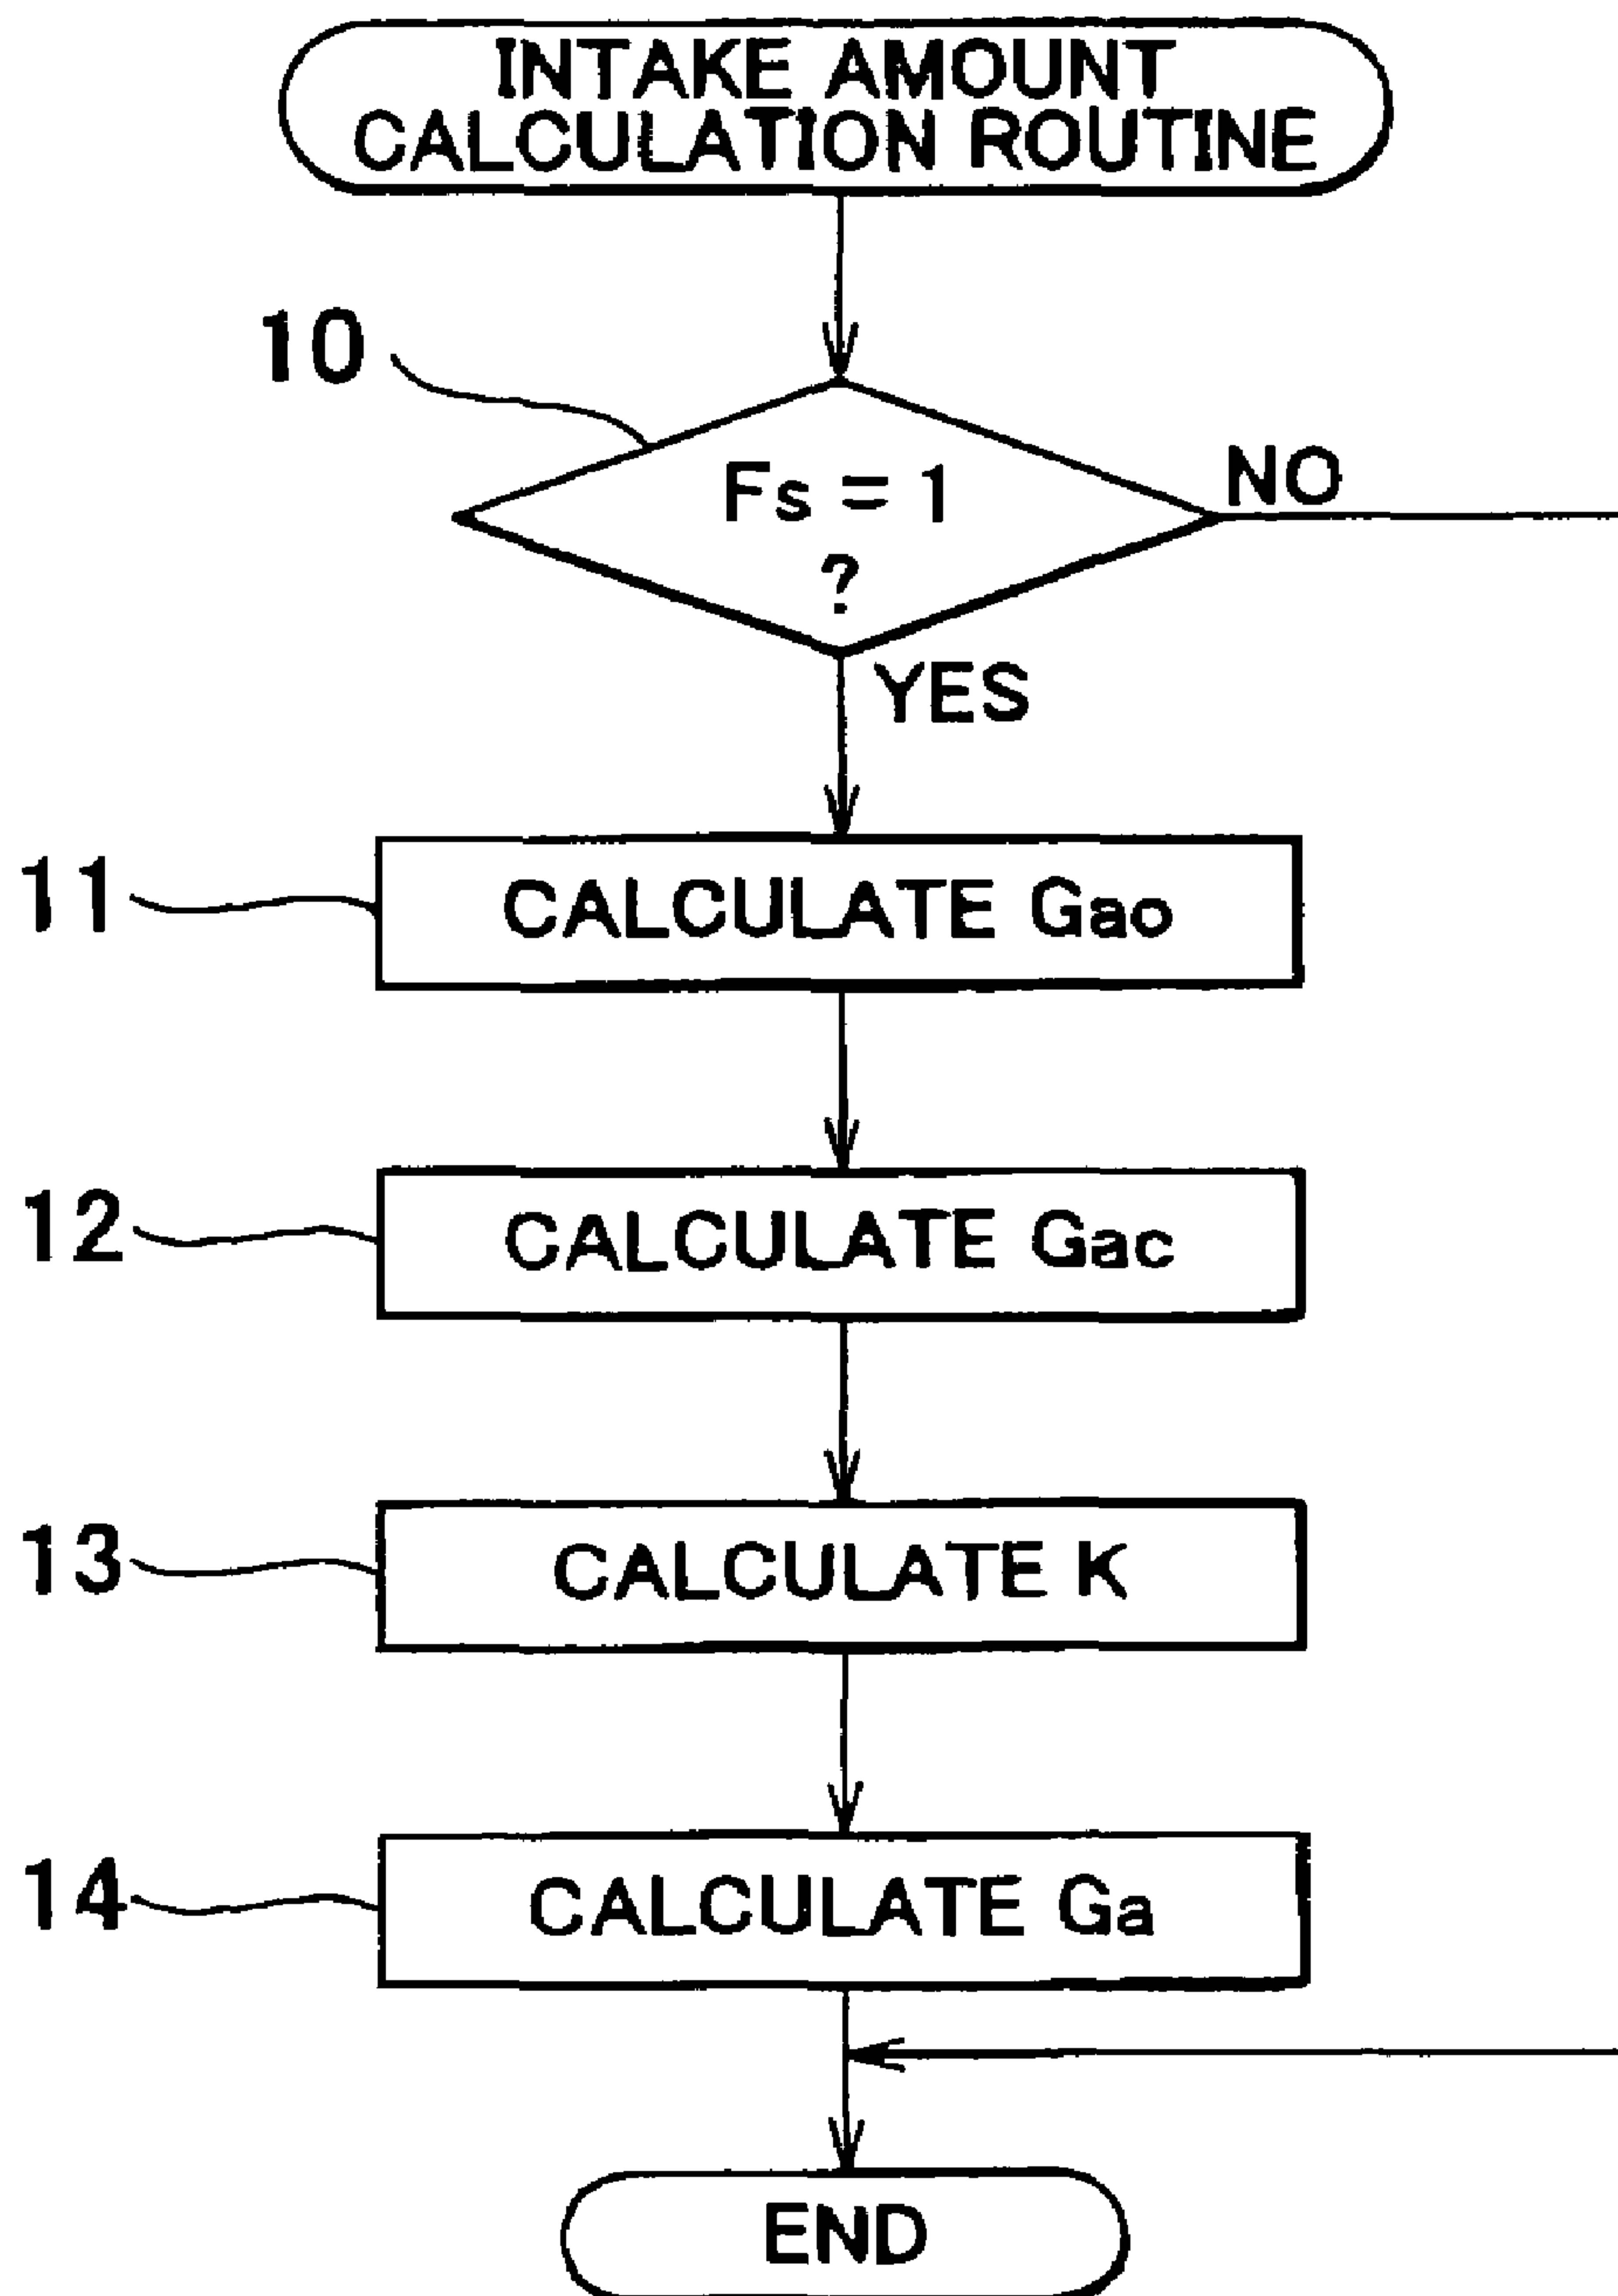 INTAKE AMOUNT
CALCULATION ROUTINE
10
Fs = 1
?
NO
YES
11
CALCULATE Gao
12
CALCULATE Gac
13
CALCULATE K
14
CALCULATE Ga
END